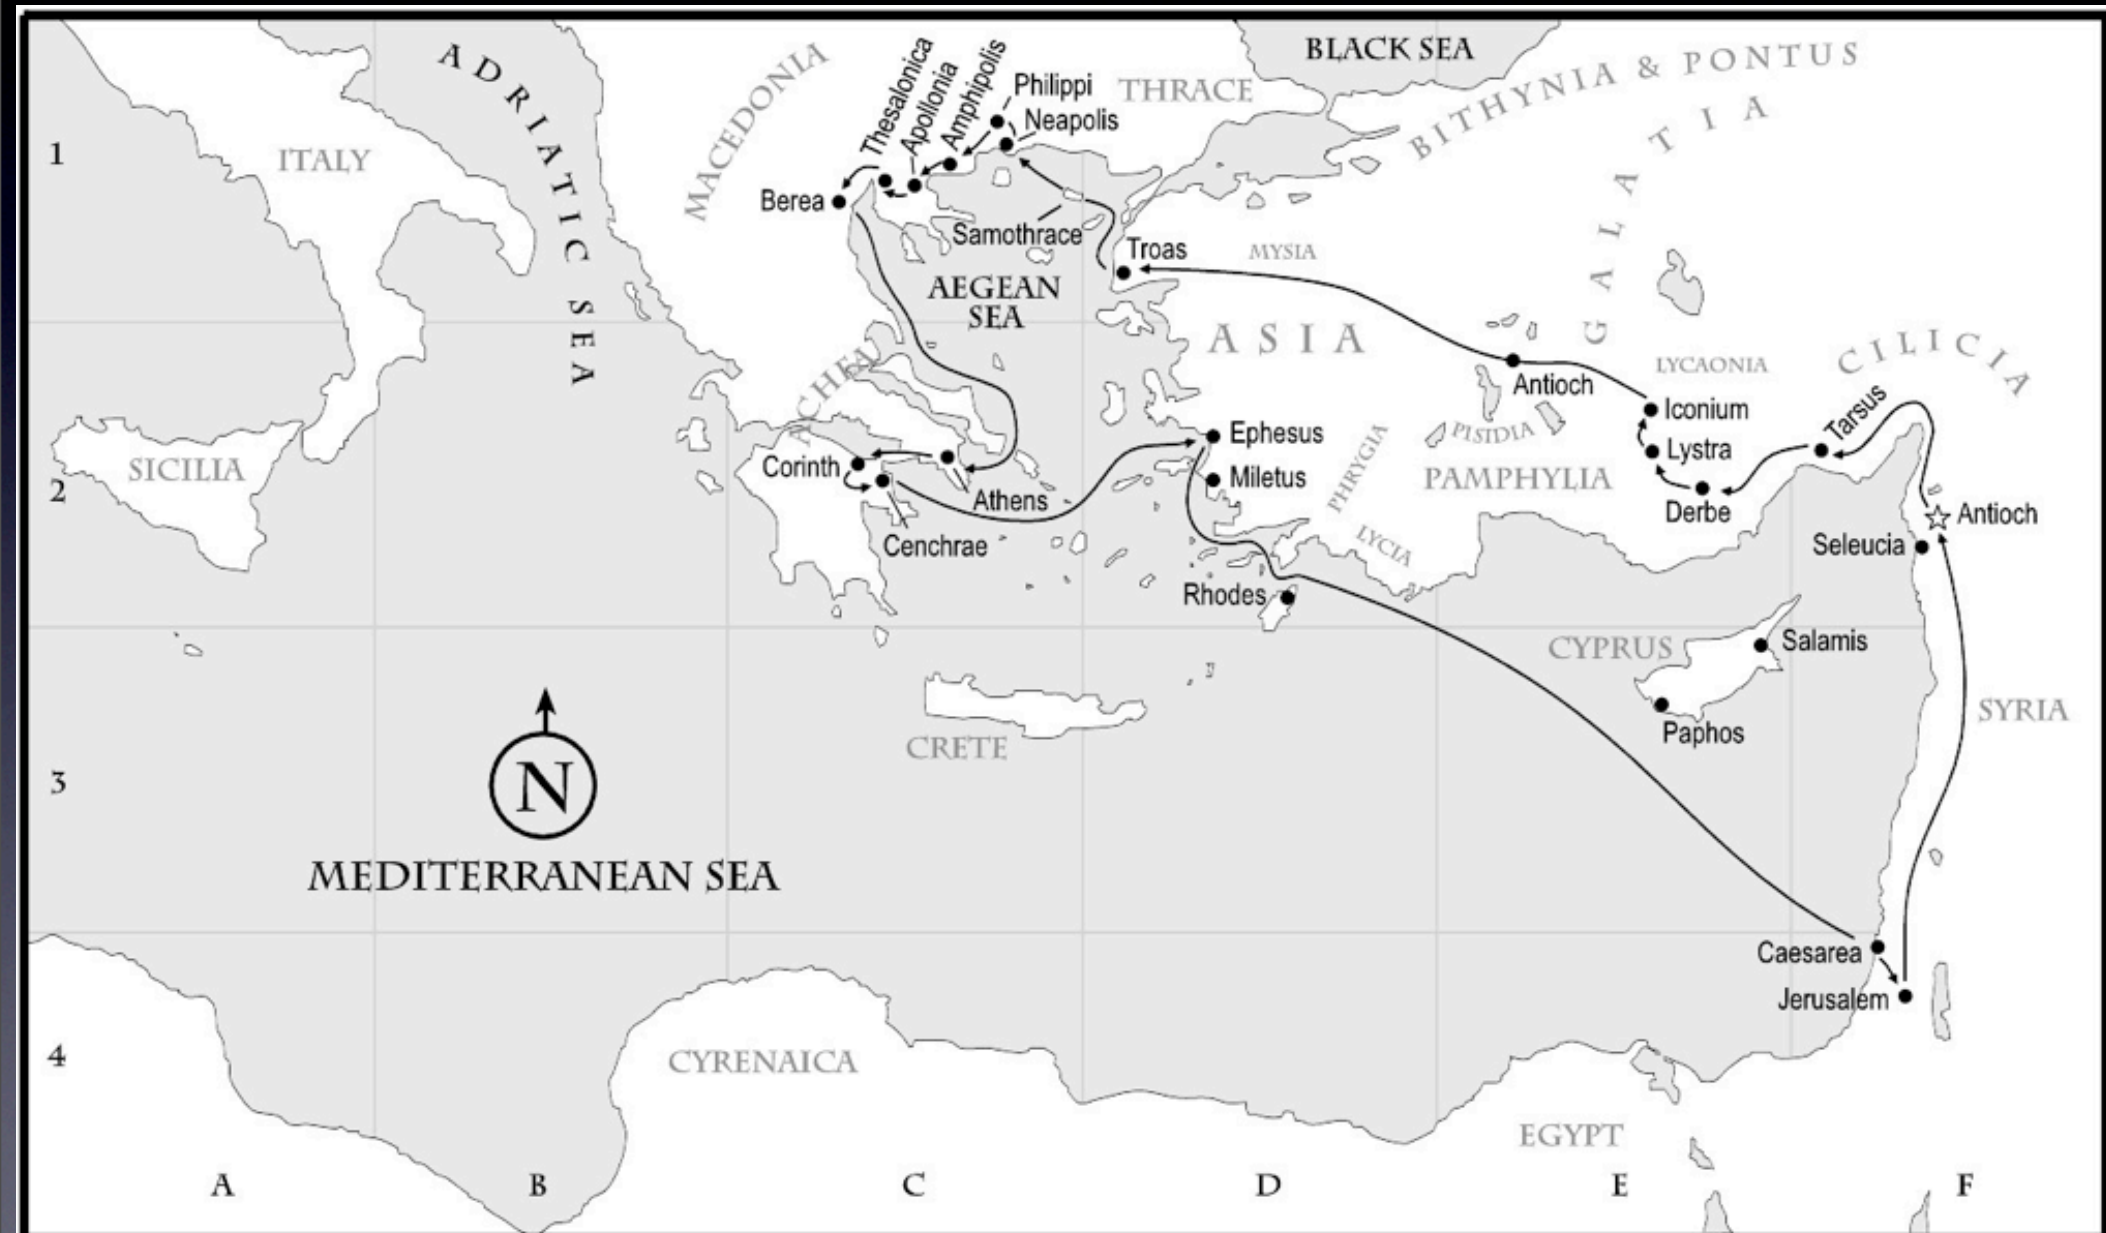 ADRIATIC SEA
BLACK SEA
BITHYNIA & PONTUS
MACEDONIA
Thesalonica
Apollonia
Amphipolis
Philippi
THRACE
Neapolis
GALATIA
1
ITALY
Berea
Samothrace
Troas
MYSIA
AEGEAN
SEA
ASIA
ACHEA
Antioch
LYCAONIA
CILICIA
Iconium
Tarsus
Ephesus
PHRYGIA
PISIDIA
Lystra
SICILIA
Corinth
Miletus
PAMPHYLIA
2
Athens
Derbe
Antioch
Cenchrae
LYCIA
Seleucia
Rhodes
CYPRUS
Salamis
SYRIA
Paphos
CRETE
3
N
MEDITERRANEAN SEA
Caesarea
Jerusalem
4
CYRENAICA
EGYPT
A B C D E F